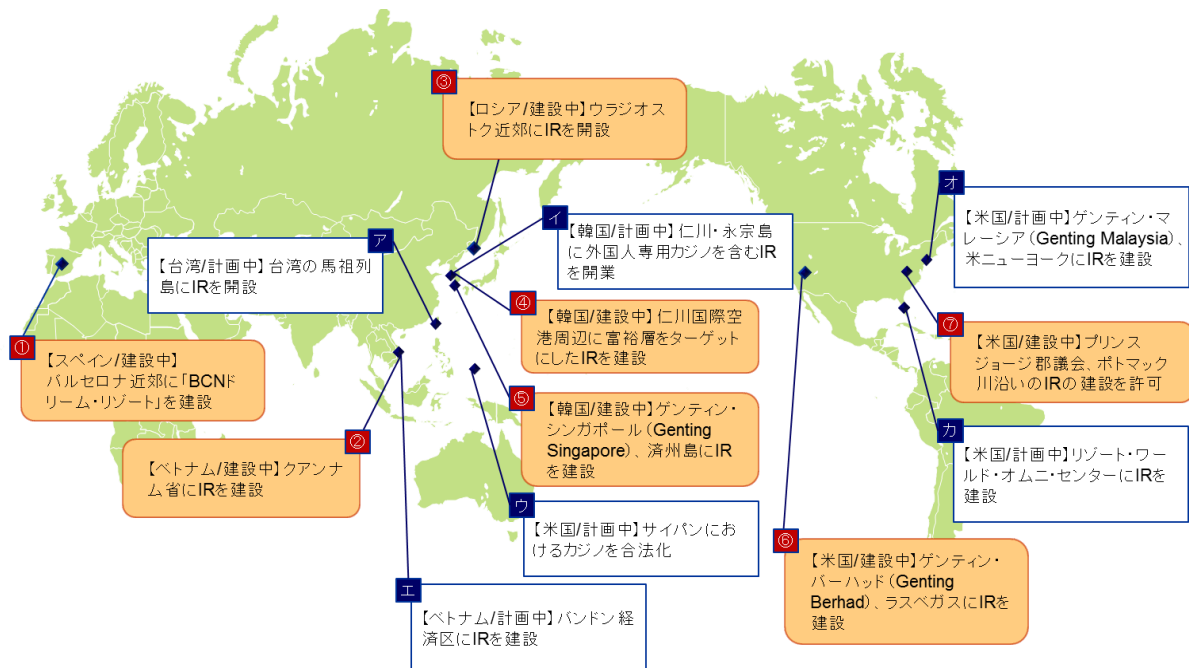 ③
【ロシア/建設中】ウラジオス
トク近郊にIRを開設
オ
【米国/計画中】ゲンティン・マ
レーシア(Genting Malaysia)、
米ニューヨークにIRを建設
イ
【韓国/計画中】仁川・永宗島
に外国人専用カジノを含むIR
を開業
ア
【台湾/計画中】台湾の馬祖列
島にIRを開設
④
【韓国/建設中】仁川国際空
港周辺に富裕層をターゲット
にしたIRを建設
⑦
【米国/建設中】プリンス
ジョージ郡議会、ポトマック
川沿いのIRの建設を許可
①
【スペイン/建設中】
バルセロナ近郊に「BCNド
リーム・リゾート」を建設
⑤
【韓国/建設中】ゲンティン・
シンガポール(Genting
Singapore)、済州島にIR
を建設
②
【ベトナム/建設中】クアンナ
ム省にIRを建設
カ
【米国/計画中】リゾート・ワー
ルド・オムニ・センターにIRを
建設
ウ
【米国/計画中】サイパンにお
けるカジノを合法化
⑥
【米国/建設中】ゲンティン・
バーハッド(Genting
Berhad)、ラスベガスにIRを
建設
エ
【ベトナム/計画中】バンドン経
済区にIRを建設